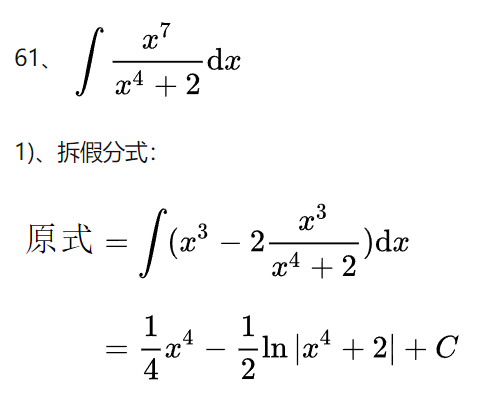 61、 ∫ x⁷/(x⁴ + 2) dx
1)、拆假分式:
原式 = ∫(x³ − 2 x³/(x⁴ + 2))dx
= 1/4 x⁴ − 1/2 ln |x⁴ + 2| + C